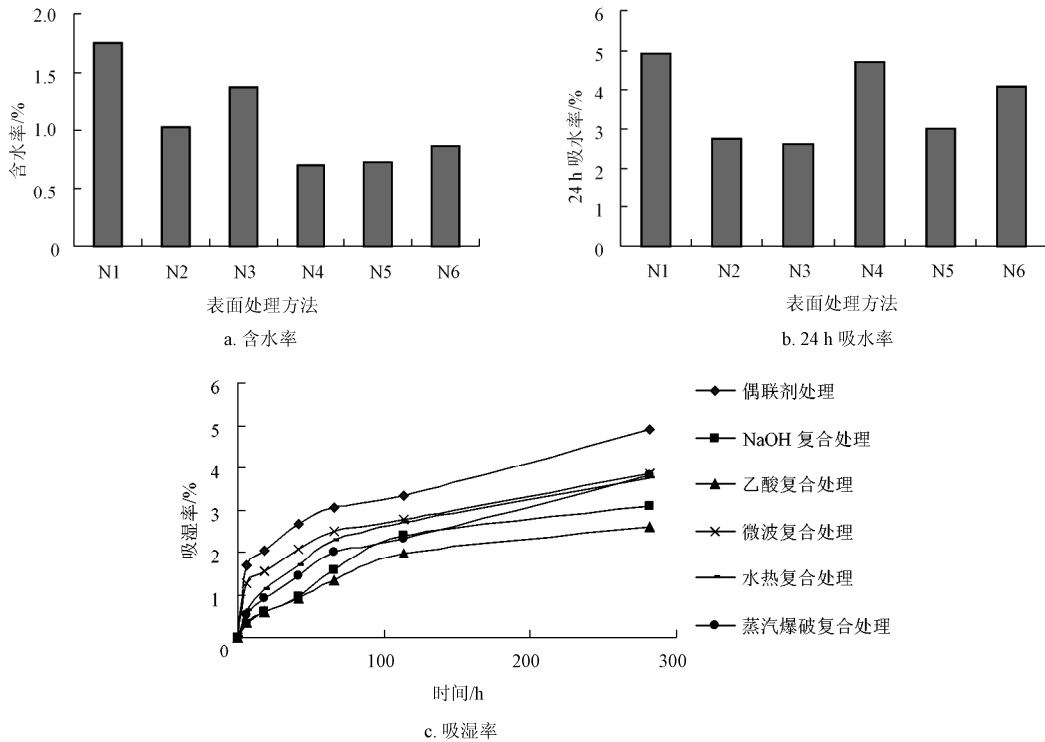 2.0
1.5
1.0
0.5
0
含水率/%
N1 N2 N3 N4 N5 N6
表面处理方法
a. 含水率
6
5
4
3
2
1
0
24 h 吸水率/%
N1 N2 N3 N4 N5 N6
表面处理方法
b. 24 h 吸水率
6
5
4
3
2
1
0 100 200 300
吸湿率/%
时间/h
偶联剂处理
NaOH 复合处理
乙酸复合处理
微波复合处理
水热复合处理
蒸汽爆破复合处理
c. 吸湿率